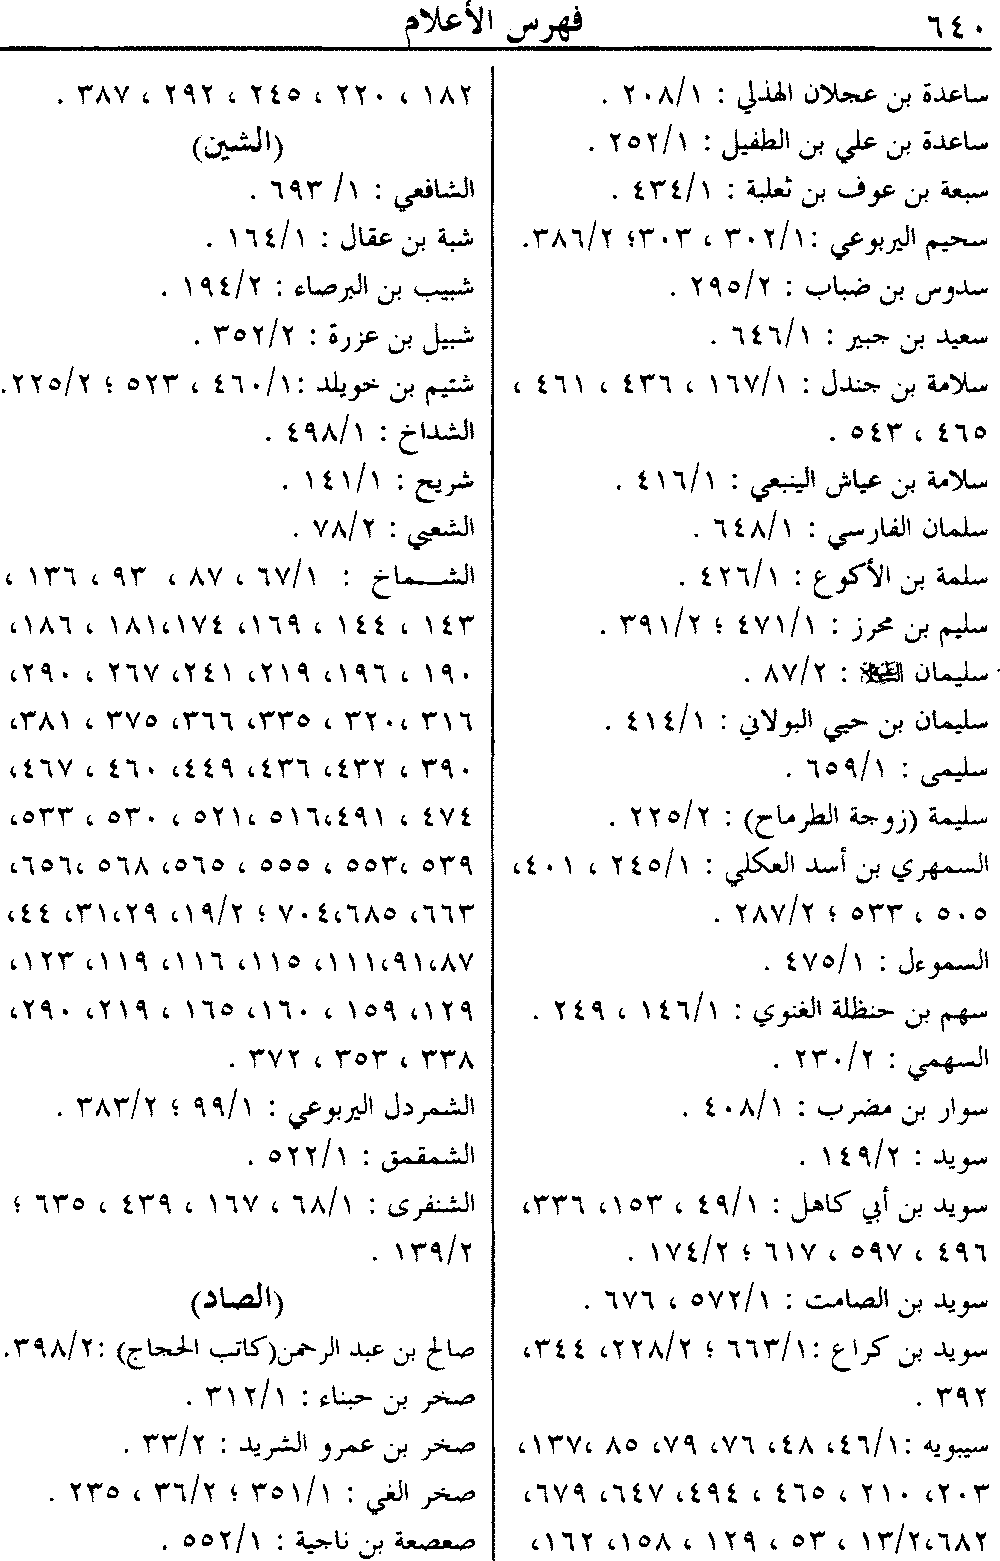 ٦٤٠
فهرس الأعلام
ساعدة بن عجلان الهذلي : ٢٠٨/١ .
ساعدة بن علي بن الطفيل : ٢٥٢/١ .
سبعة بن عوف بن ثعلبة : ٤٣٤/١ .
سحيم اليربوعي :٣٠٢/١ ، ٣٠٣؛ ٣٨٦/٢.
سدوس بن ضباب : ٢٩٥/٢ .
سعيد بن جبير : ٦٤٦/١ .
سلامة بن جندل : ١٦٧/١ ، ٤٣٦ ، ٤٦١ ،
٤٦٥ ، ٥٤٣ .
سلامة بن عياش الينبعي : ٤١٦/١ .
سلمان الفارسي : ٦٤٨/١ .
سلمة بن الأكوع : ٤٢٦/١ .
سليم بن محرز : ٤٧١/١ ؛ ٣٩١/٢ .
سليمان : ٨٧/٢ .
سليمان بن حيي البولاني : ٤١٤/١ .
سليمى : ٦٥٩/١ .
سليمة (زوجة الطرماح) : ٢٢٥/٢ .
السمهري بن أسد العكلي : ٢٤٥/١ ، ٤٠١،
٥٠٥ ، ٥٣٣ ؛ ٢٨٧/٢ .
السموءل : ٤٧٥/١ .
سهم بن حنظلة الغنوي : ١٤٦/١ ، ٢٤٩ .
السهمي : ٢٣٠/٢ .
سوار بن مضرب : ٤٠٨/١ .
سويد : ١٤٩/٢ .
سويد بن أبي كاهل : ٤٩/١ ، ١٥٣، ٣٣٦،
٤٩٦ ، ٥٩٧ ، ٦١٧ ؛ ١٧٤/٢ .
سويد بن الصامت : ٥٧٢/١ ، ٦٧٦ .
سويد بن كراع :٦٦٣/١ ؛ ٢٢٨/٢، ٣٤٤،
٣٩٢ .
سيبويه :٤٦/١، ٤٨، ٧٦، ٧٩، ٨٥ ،١٣٧،
٢٠٣، ٢١٠ ، ٤٦٥ ، ٤٩٤، ٦٤٧، ٦٧٩،
٦٨٢،١٣/٢ ، ٥٣ ، ١٢٩ ، ١٥٨، ١٦٢،
١٨٢ ، ٢٢٠ ، ٢٤٥ ، ٢٩٢ ، ٣٨٧ .
(الشين)
الشافعي : ١/ ٦٩٣ .
شبة بن عقال : ١٦٤/١ .
شبيب بن البرصاء : ١٩٤/٢ .
شبيل بن عزرة : ٣٥٢/٢ .
شتيم بن خويلد :٤٦٠/١ ، ٥٢٣ ؛ ٢٢٥/٢.
الشداخ : ٤٩٨/١ .
شريح : ١٤١/١ .
الشعبي : ٧٨/٢ .
الشـــماخ : ٦٧/١ ، ٨٧ ، ٩٣ ، ١٣٦ ،
١٤٣ ، ١٤٤ ، ١٦٩، ١٧٤،١٨١ ، ١٨٦،
١٩٠ ، ١٩٦، ٢١٩، ٢٤١، ٢٦٧ ، ٢٩٠،
٣١٦ ،٣٢٠ ، ٣٣٥، ٣٦٦، ٣٧٥ ، ٣٨١،
٣٩٠ ، ٤٣٢، ٤٣٦، ٤٤٩، ٤٦٠ ، ٤٦٧،
٤٧٤ ، ٤٩١،٥١٦ ،٥٢١ ، ٥٣٠ ، ٥٣٣،
٥٣٩ ،٥٥٣ ، ٥٥٥ ، ٥٦٥، ٥٦٨ ،٦٥٦،
٦٦٣، ٦٨٥،٧٠٤ ؛ ١٩/٢، ٢٩،٣١، ٤٤،
٨٧،٩١،١١١، ١١٥، ١١٦، ١١٩، ١٢٣،
١٢٩، ١٥٩ ، ١٦٠، ١٦٥ ، ٢١٩، ٢٩٠،
٣٣٨ ، ٣٥٣ ، ٣٧٢ .
الشمردل اليربوعي : ٩٩/١ ؛ ٣٨٣/٢ .
الشمقمق : ٥٢٢/١ .
الشنفرى : ٦٨/١ ، ١٦٧ ، ٤٣٩ ، ٦٣٥ ؛
١٣٩/٢ .
(الصاد)
صالح بن عبد الرحمن(كاتب الحجاج) :٣٩٨/٢.
صخر بن حبناء : ٣١٢/١ .
صخر بن عمرو الشريد : ٣٣/٢ .
صخر الغي : ٣٥١/١ ؛ ٣٦/٢ ، ٢٣٥ .
صعصعة بن ناجية : ٥٥٢/١ .